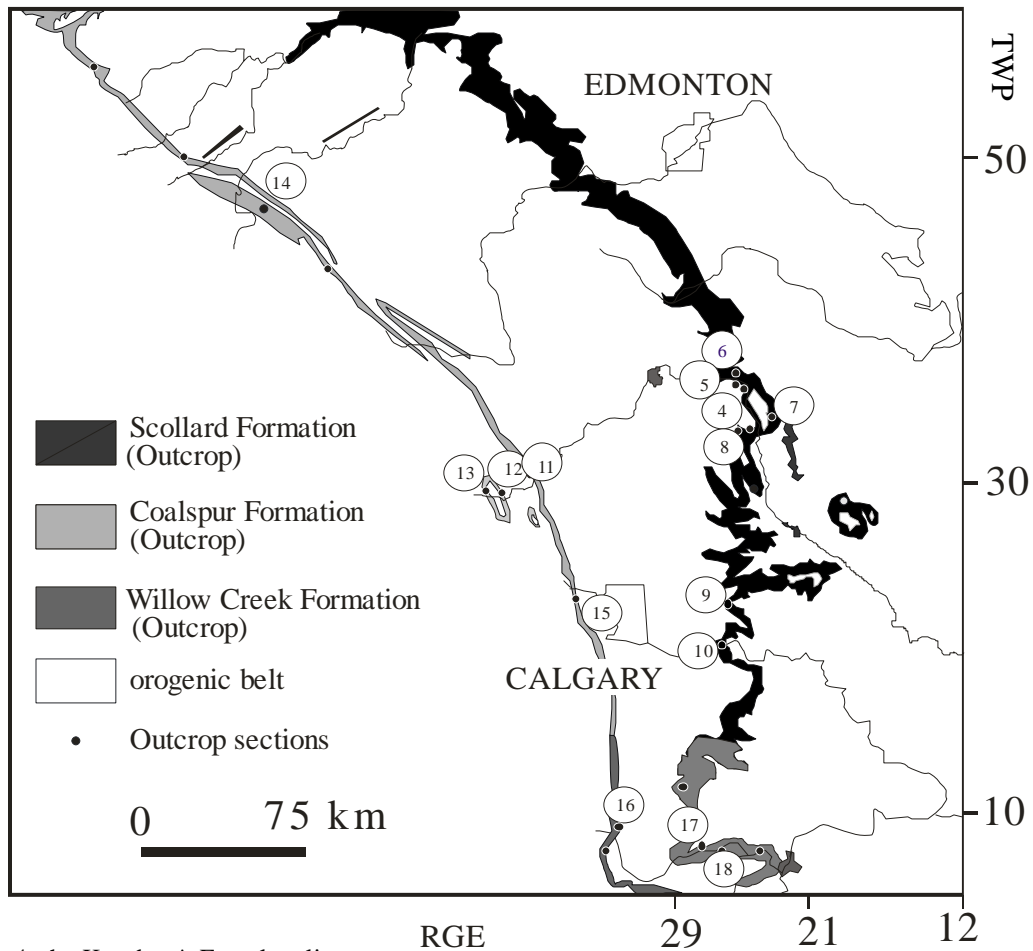 EDMONTON
TWP
50
14
6
5
4
7
8
Scollard Formation
(Outcrop)
13
12
11
30
Coalspur Formation
(Outcrop)
Willow Creek Formation
(Outcrop)
9
15
10
orogenic belt
CALGARY
Outcrop sections
0 75 km
16
10
17
18
RGE
29
21
12